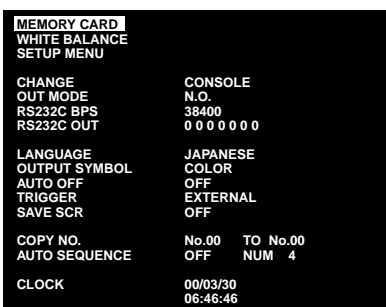 MEMORY CARD
WHITE BALANCE
SETUP MENU
CHANGE CONSOLE
OUT MODE N.O.
RS232C BPS 38400
RS232C OUT 0 0 0 0 0 0 0
LANGUAGE JAPANESE
OUTPUT SYMBOL COLOR
AUTO OFF OFF
TRIGGER EXTERNAL
SAVE SCR OFF
COPY NO. No.00 TO No.00
AUTO SEQUENCE OFF NUM 4
CLOCK 00/03/30
06:46:46